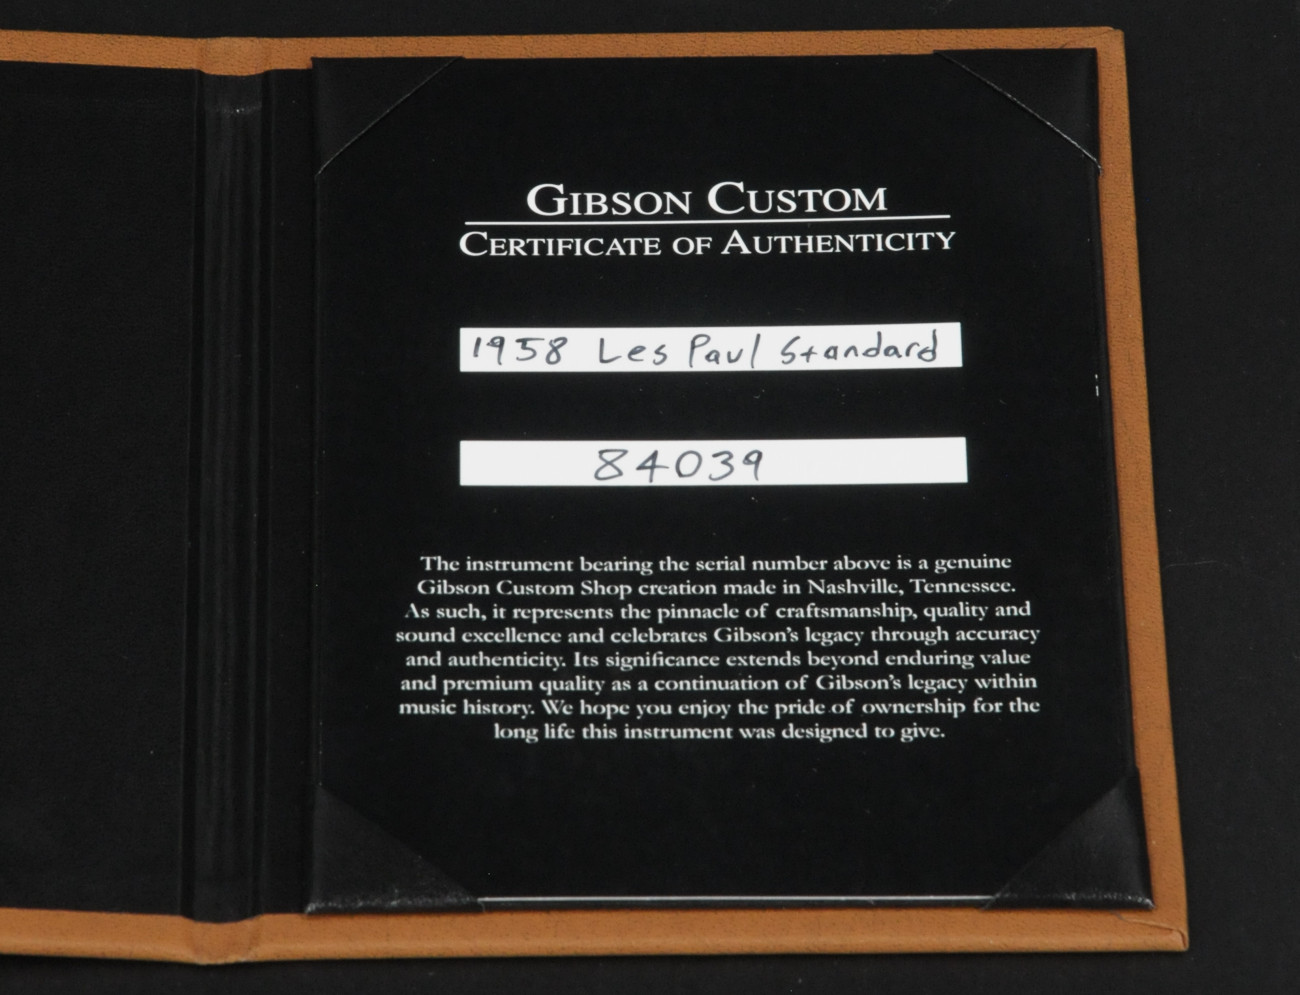 GIBSON CUSTOM
CERTIFICATE OF AUTHENTICITY
1958 Les Paul Standard
84039
The instrument bearing the serial number above is a genuine
Gibson Custom Shop creation made in Nashville, Tennessee.
As such, it represents the pinnacle of craftsmanship, quality and
sound excellence and celebrates Gibson's legacy through accuracy
and authenticity. Its significance extends beyond enduring value
and premium quality as a continuation of Gibson's legacy within
music history. We hope you enjoy the pride of ownership for the
long life this instrument was designed to give.